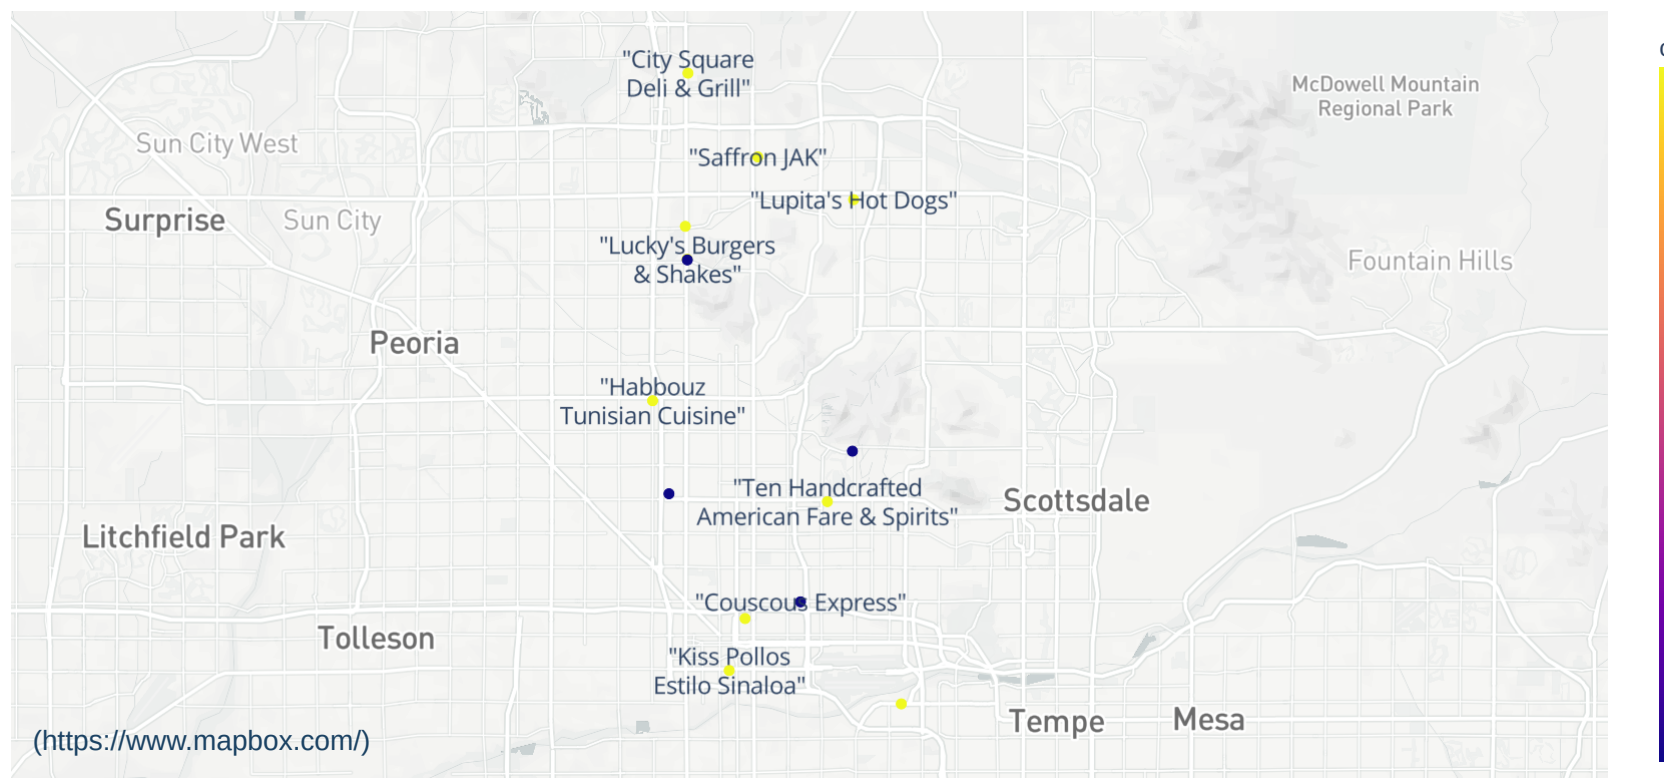 "City Square
Deli & Grill"
McDowell Mountain
Regional Park
Sun City West
"Saffron JAK"
"Lupita's Hot Dogs"
Surprise
Sun City
"Lucky's Burgers
& Shakes"
Fountain Hills
Peoria
"Habbouz
Tunisian Cuisine"
"Ten Handcrafted
American Fare & Spirits"
Scottsdale
Litchfield Park
"Couscous Express"
Tolleson
"Kiss Pollos
Estilo Sinaloa"
Tempe
Mesa
(https://www.mapbox.com/)